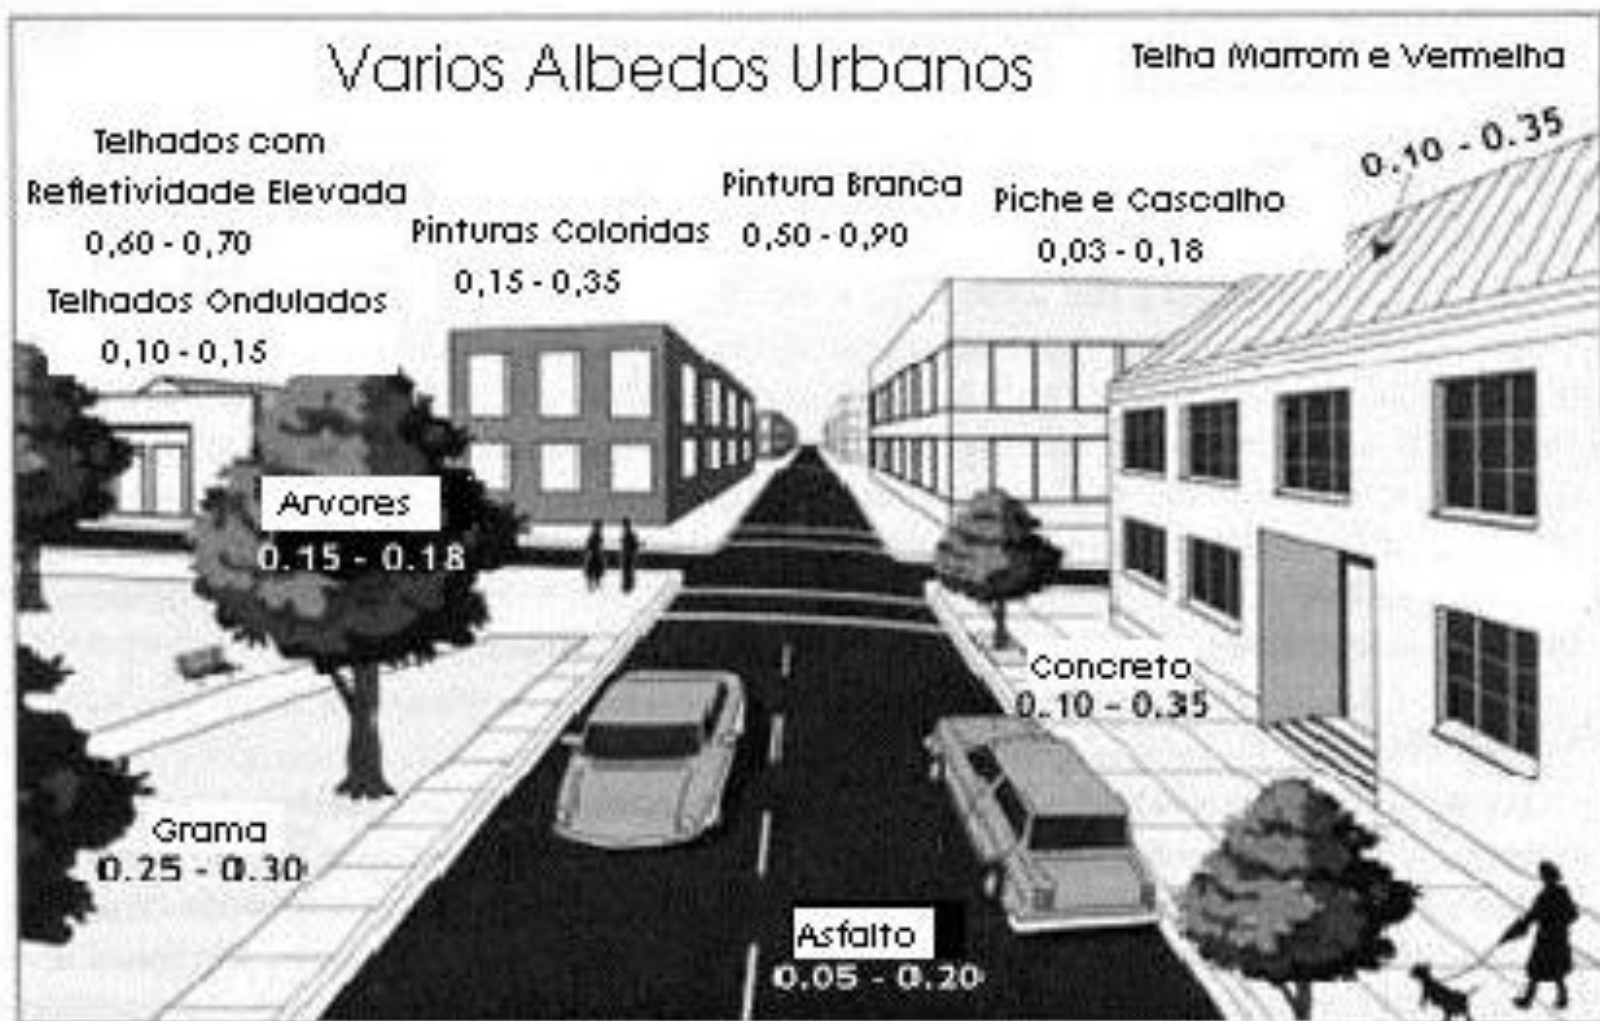 Varios Albedos Urbanos
Telha Marrom e Vermelha
0.10 - 0.35
Telhados com
Refletividade Elevada
0,60 - 0,70
Telhados Ondulados
0,10 - 0,15
Pinturas Coloridas
0,15 - 0,35
Pintura Branca
0,50 - 0,90
Piche e Cascalho
0,03 - 0,18
Arvores
0.15 - 0.18
Concreto
0.10 - 0.35
Grama
0.25 - 0.30
Asfalto
0.05 - 0.20